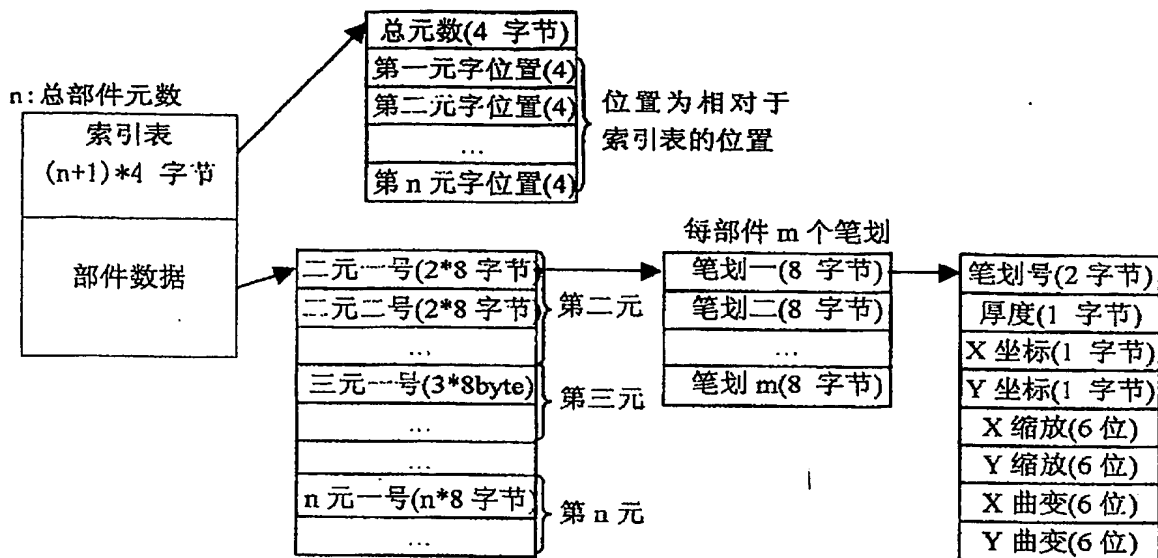 总元数(4 字节)
第一元字位置(4)
第二元字位置(4)
…
第 n 元字位置(4)
位置为相对于
索引表的位置
n:总部件元数
索引表
(n+1)*4 字节
部件数据
二元一号(2*8 字节)
二元二号(2*8 字节)
…
第二元
三元一号(3*8byte)
…
第三元
…
n 元一号(n*8 字节)
…
第 n 元
每部件 m 个笔划
笔划一(8 字节)
笔划二(8 字节)
…
笔划 m(8 字节)
笔划号(2 字节)
厚度(1 字节)
X 坐标(1 字节)
Y 坐标(1 字节)
X 缩放(6 位)
Y 缩放(6 位)
X 曲变(6 位)
Y 曲变(6 位)